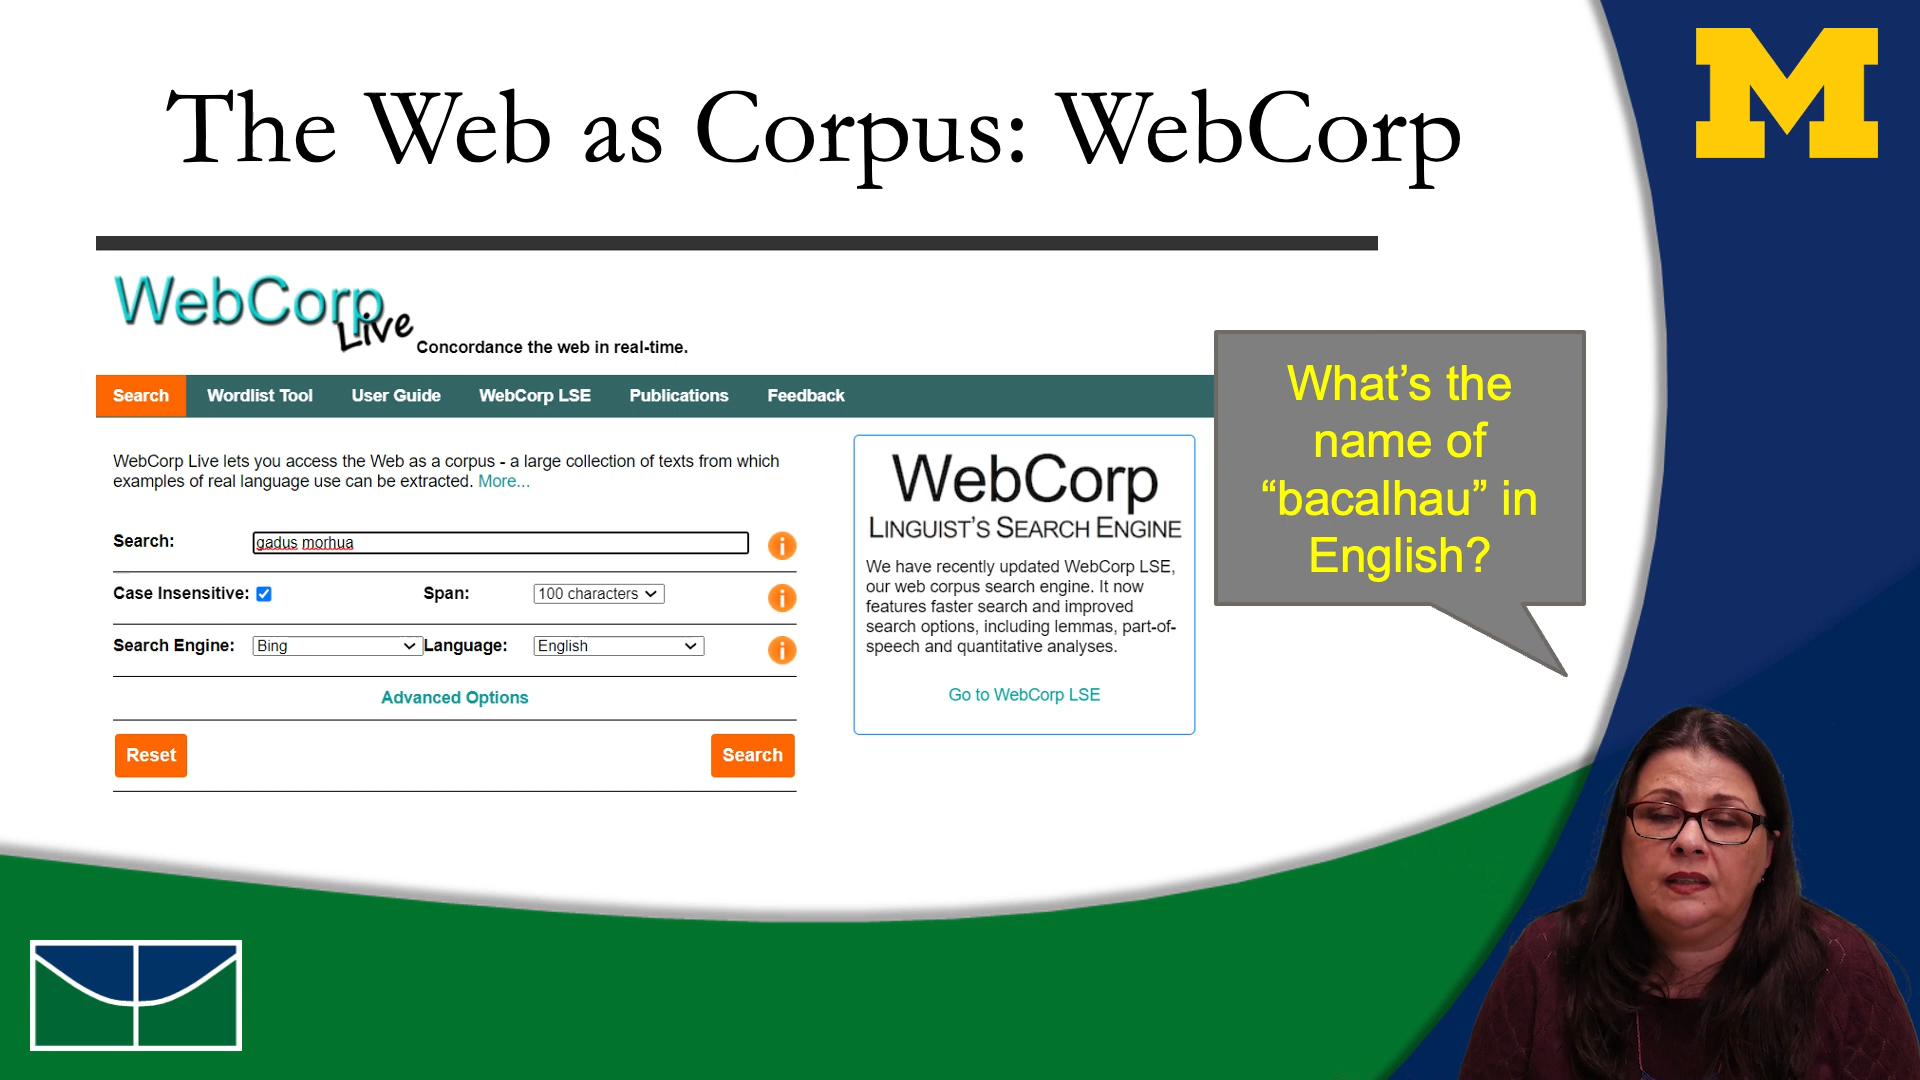 The Web as Corpus: WebCorp
M
WebCorp
Live
Concordance the web in real-time.
Search Wordlist Tool User Guide WebCorp LSE Publications Feedback
WebCorp Live lets you access the Web as a corpus - a large collection of texts from which
examples of real language use can be extracted. More...
Search: gadus morhua
Case Insensitive: Span: 100 characters
Search Engine: Bing Language: English
Advanced Options
Reset Search
WebCorp
LINGUIST'S SEARCH ENGINE
We have recently updated WebCorp LSE,
our web corpus search engine. It now
features faster search and improved
search options, including lemmas, part-of-
speech and quantitative analyses.
Go to WebCorp LSE
What's the
name of
“bacalhau” in
English?